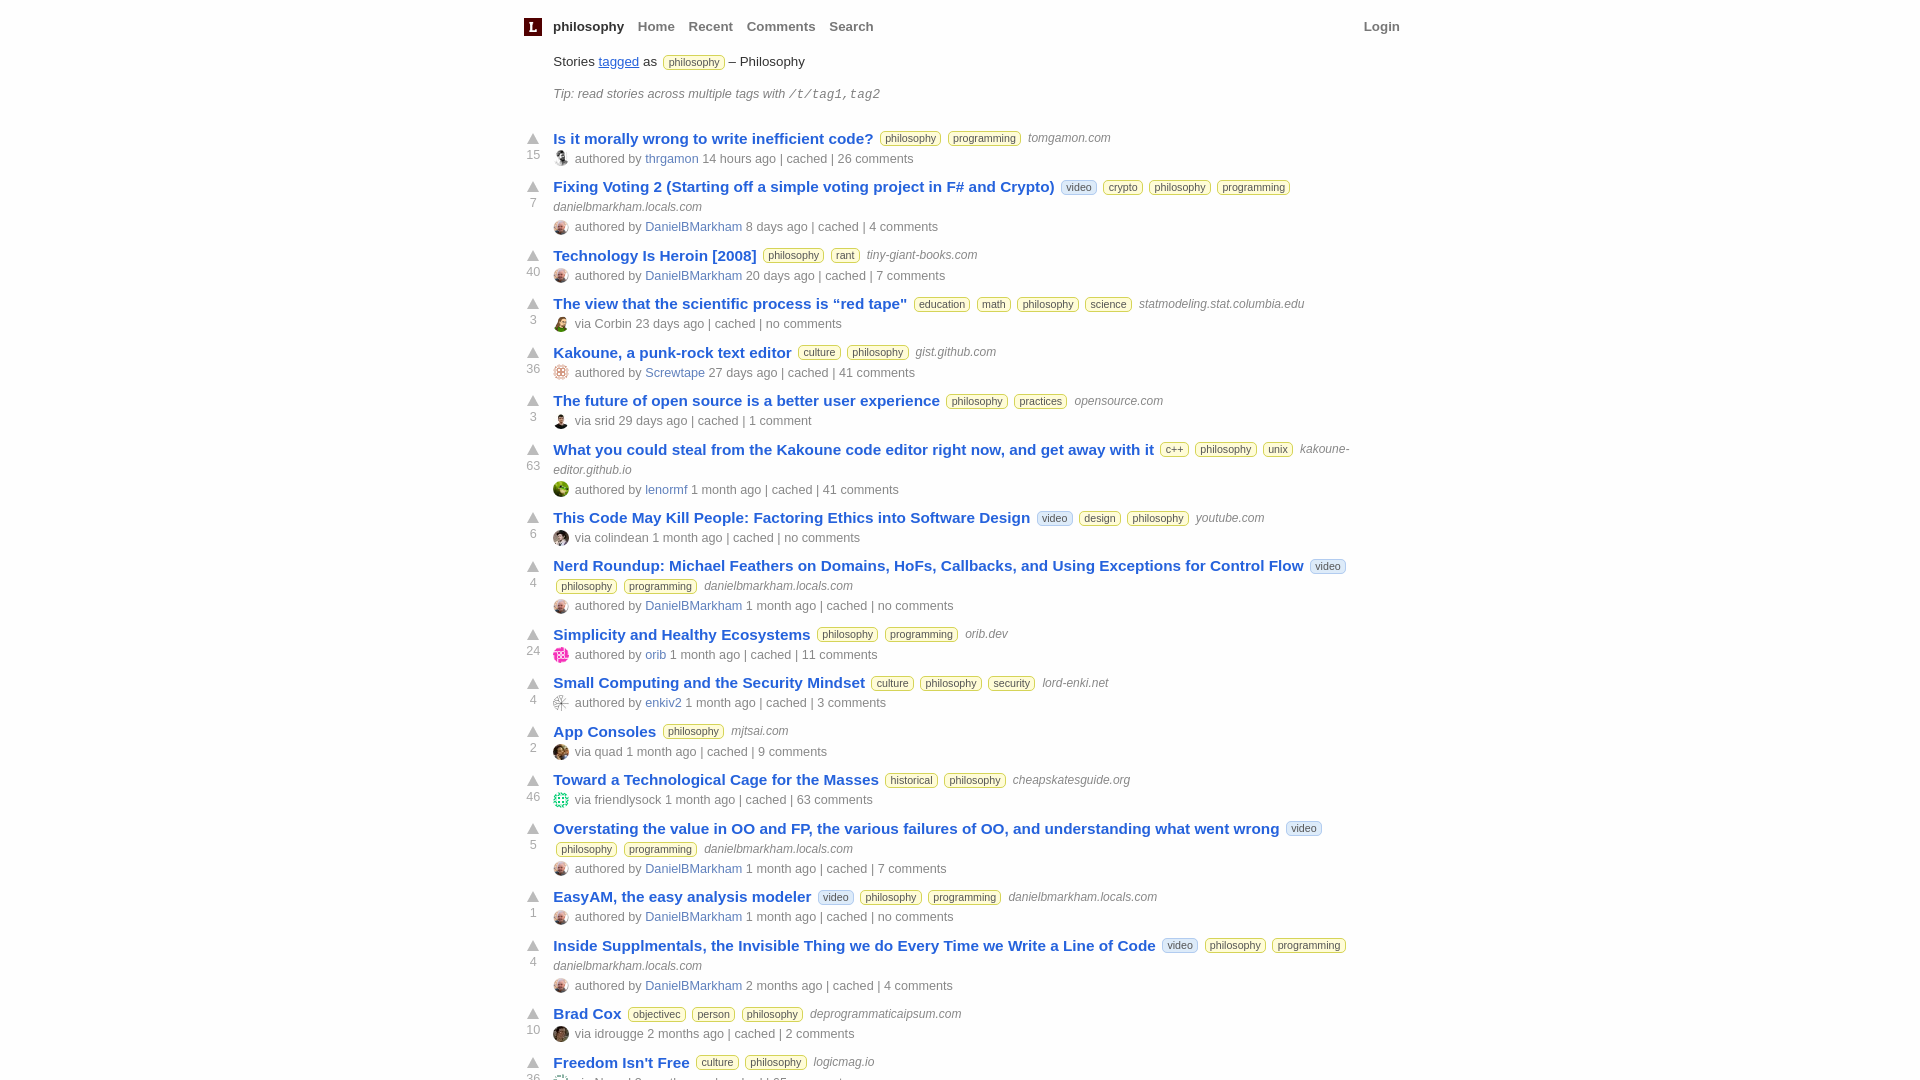 L philosophy Home Recent Comments Search Login
Stories tagged as philosophy – Philosophy
Tip: read stories across multiple tags with /t/tag1,tag2
Is it morally wrong to write inefficient code? philosophy programming tomgamon.com
15 authored by thrgamon 14 hours ago | cached | 26 comments
Fixing Voting 2 (Starting off a simple voting project in F# and Crypto) video crypto philosophy programming
7 danielbmarkham.locals.com
authored by DanielBMarkham 8 days ago | cached | 4 comments
Technology Is Heroin [2008] philosophy rant tiny-giant-books.com
40 authored by DanielBMarkham 20 days ago | cached | 7 comments
The view that the scientific process is “red tape" education math philosophy science statmodeling.stat.columbia.edu
3 via Corbin 23 days ago | cached | no comments
Kakoune, a punk-rock text editor culture philosophy gist.github.com
36 authored by Screwtape 27 days ago | cached | 41 comments
The future of open source is a better user experience philosophy practices opensource.com
3 via srid 29 days ago | cached | 1 comment
What you could steal from the Kakoune code editor right now, and get away with it c++ philosophy unix kakoune-
63 editor.github.io
authored by lenormf 1 month ago | cached | 41 comments
This Code May Kill People: Factoring Ethics into Software Design video design philosophy youtube.com
6 via colindean 1 month ago | cached | no comments
Nerd Roundup: Michael Feathers on Domains, HoFs, Callbacks, and Using Exceptions for Control Flow video
4 philosophy programming danielbmarkham.locals.com
authored by DanielBMarkham 1 month ago | cached | no comments
Simplicity and Healthy Ecosystems philosophy programming orib.dev
24 authored by orib 1 month ago | cached | 11 comments
Small Computing and the Security Mindset culture philosophy security lord-enki.net
4 authored by enkiv2 1 month ago | cached | 3 comments
App Consoles philosophy mjtsai.com
2 via quad 1 month ago | cached | 9 comments
Toward a Technological Cage for the Masses historical philosophy cheapskatesguide.org
46 via friendlysock 1 month ago | cached | 63 comments
Overstating the value in OO and FP, the various failures of OO, and understanding what went wrong video
5 philosophy programming danielbmarkham.locals.com
authored by DanielBMarkham 1 month ago | cached | 7 comments
EasyAM, the easy analysis modeler video philosophy programming danielbmarkham.locals.com
1 authored by DanielBMarkham 1 month ago | cached | no comments
Inside Supplmentals, the Invisible Thing we do Every Time we Write a Line of Code video philosophy programming
4 danielbmarkham.locals.com
authored by DanielBMarkham 2 months ago | cached | 4 comments
Brad Cox objectivec person philosophy deprogrammaticaipsum.com
10 via idrougge 2 months ago | cached | 2 comments
Freedom Isn't Free culture philosophy logicmag.io